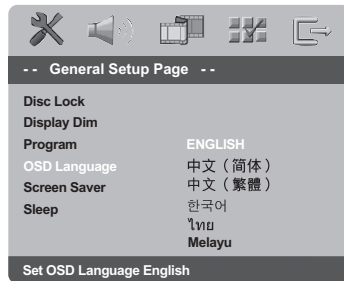 -- General Setup Page --
Disc Lock
Display Dim
Program
OSD Language
Screen Saver
Sleep
ENGLISH
中文（简体）
中文（繁體）
한국어
ไทย
Melayu
Set OSD Language English